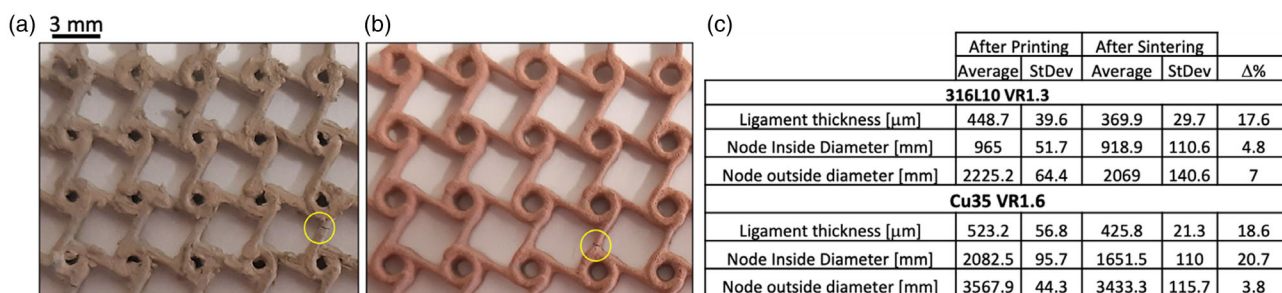 (a) 3 mm (b) (c)
After Printing After Sintering
Average StDev Average StDev Δ%
316L10 VR1.3
Ligament thickness [μm] 448.7 39.6 369.9 29.7 17.6
Node Inside Diameter [mm] 965 51.7 918.9 110.6 4.8
Node outside diameter [mm] 2225.2 64.4 2069 140.6 7
Cu35 VR1.6
Ligament thickness [μm] 523.2 56.8 425.8 21.3 18.6
Node Inside Diameter [mm] 2082.5 95.7 1651.5 110 20.7
Node outside diameter [mm] 3567.9 44.3 3433.3 115.7 3.8